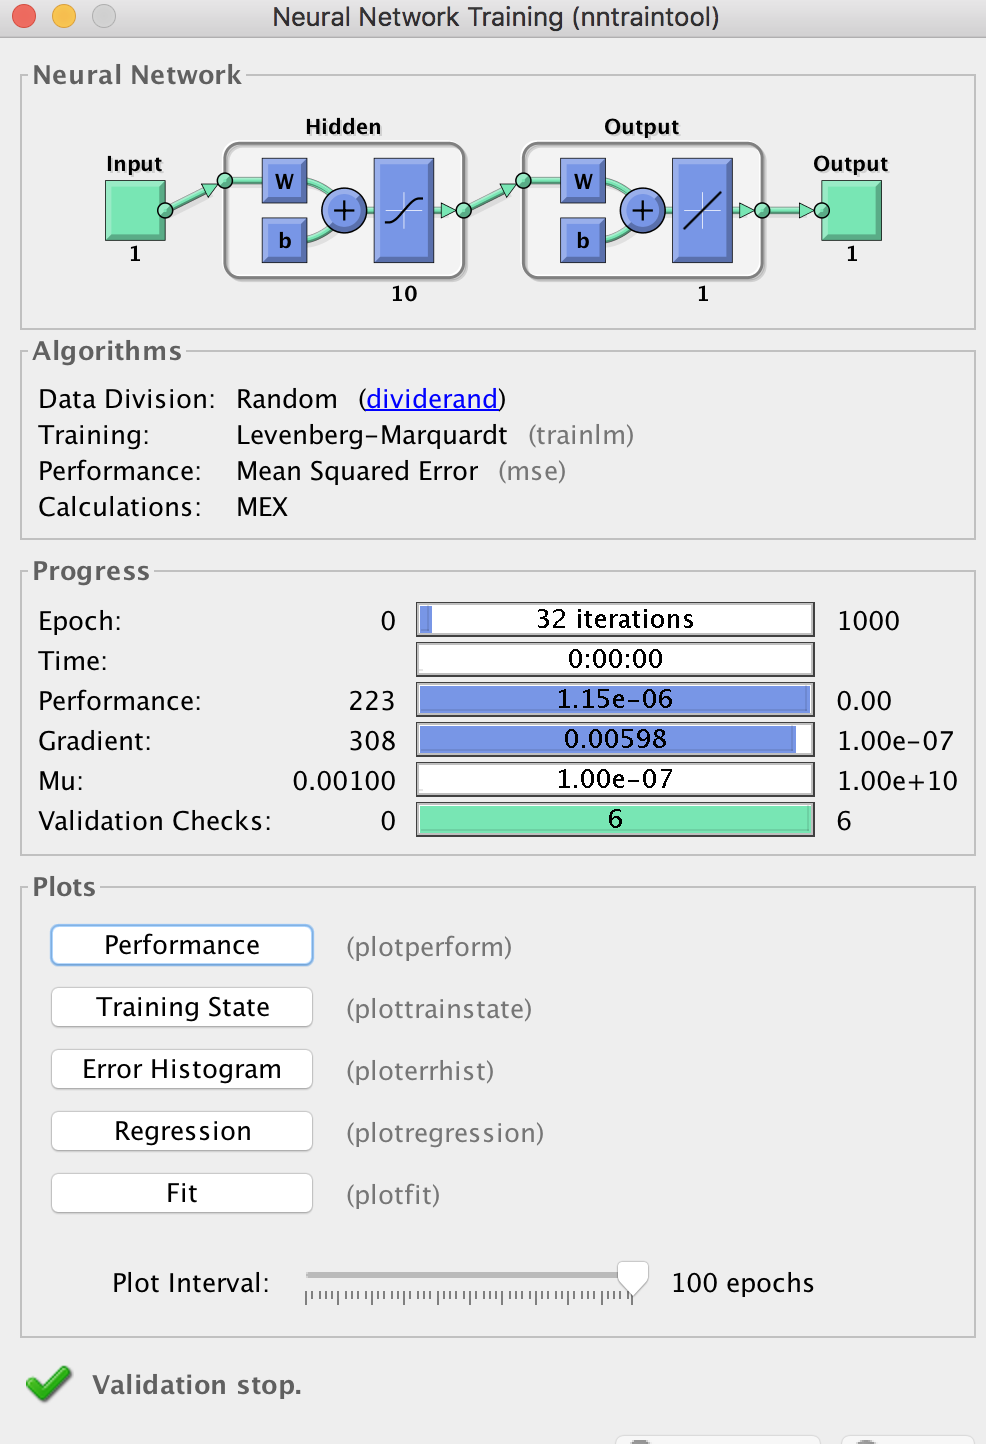 Neural Network Training (nntraintool)
Neural Network
Hidden
Output
Input
Output
W
W
b
b
1
1
10
1
Algorithms
Data Division: Random (dividerand)
Training: Levenberg-Marquardt (trainlm)
Performance: Mean Squared Error (mse)
Calculations: MEX
Progress
Epoch: 0 32 iterations 1000
Time: 0:00:00
Performance: 223 1.15e-06 0.00
Gradient: 308 0.00598 1.00e-07
Mu: 0.00100 1.00e-07 1.00e+10
Validation Checks: 0 6 6
Plots
Performance (plotperform)
Training State (plottrainstate)
Error Histogram (ploterrhist)
Regression (plotregression)
Fit (plotfit)
Plot Interval: 100 epochs
Validation stop.